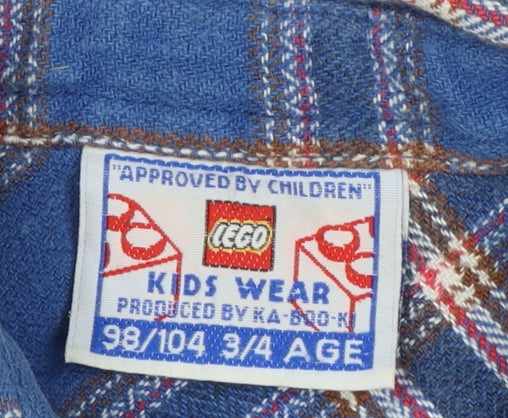 "APPROVED BY CHILDREN"
LEGO
KIDS WEAR
PRODUCED BY KA-BOO-KI
98/104 3/4 AGE